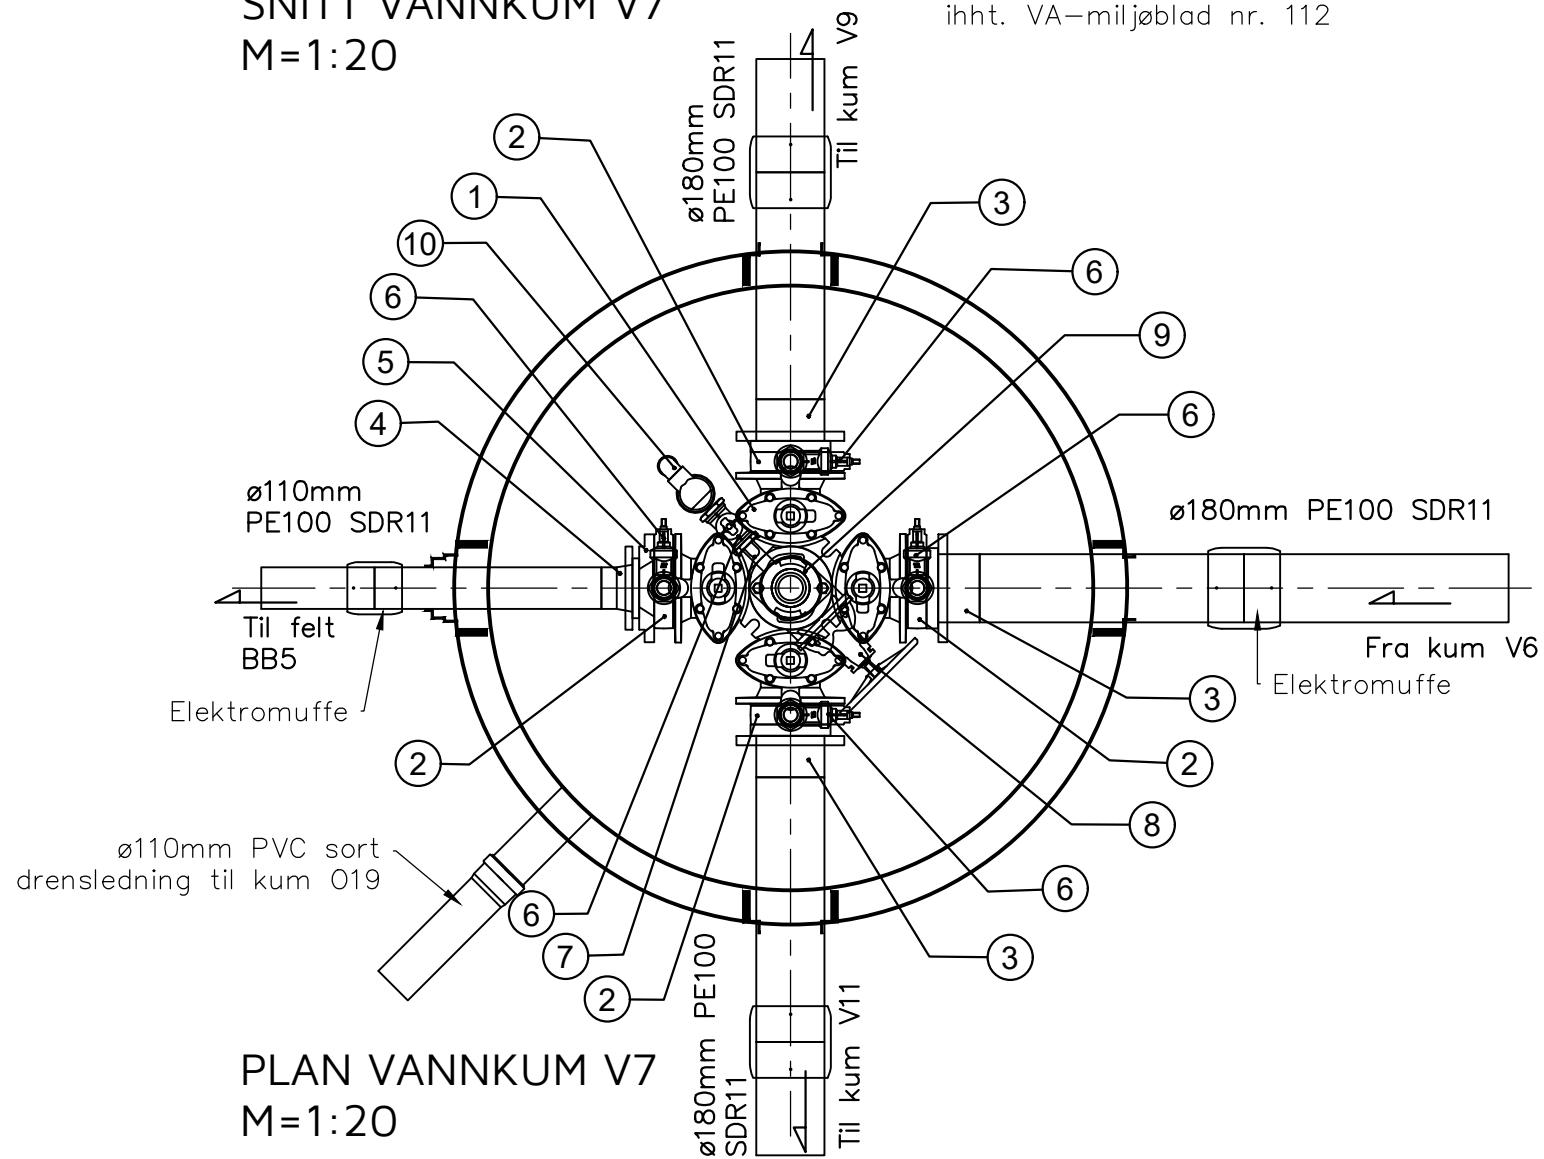 SNITT VANNKUM V7
M=1:20
ihht. VA-miljøblad nr. 112
ø180mm
PE100 SDR11
Til kum V9
2
1
10
6
5
4
3
6
9
6
ø110mm
PE100 SDR11
ø180mm PE100 SDR11
Til felt
BB5
Elektromuffe
Fra kum V6
Elektromuffe
3
2
2
8
ø110mm PVC sort
drensledning til kum O19
6
7
2
6
3
ø180mm PE100
SDR11
Til kum V11
PLAN VANNKUM V7
M=1:20